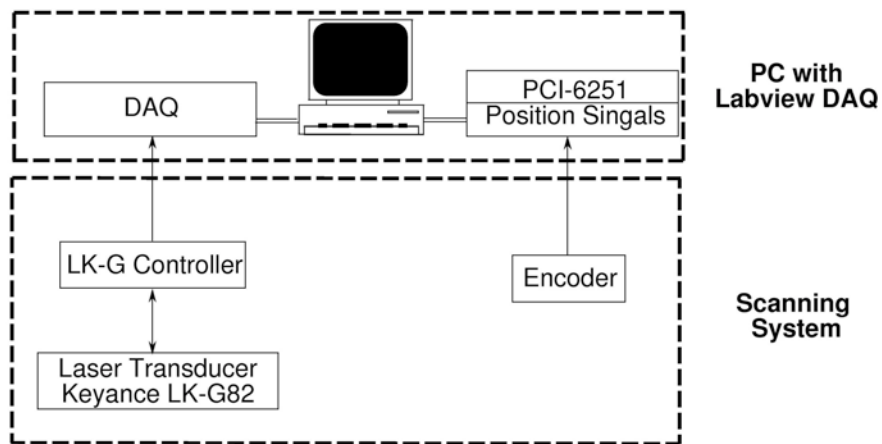 DAQ
PCI-6251
Position Singals
PC with
Labview DAQ
LK-G Controller
Encoder
Laser Transducer
Keyance LK-G82
Scanning
System